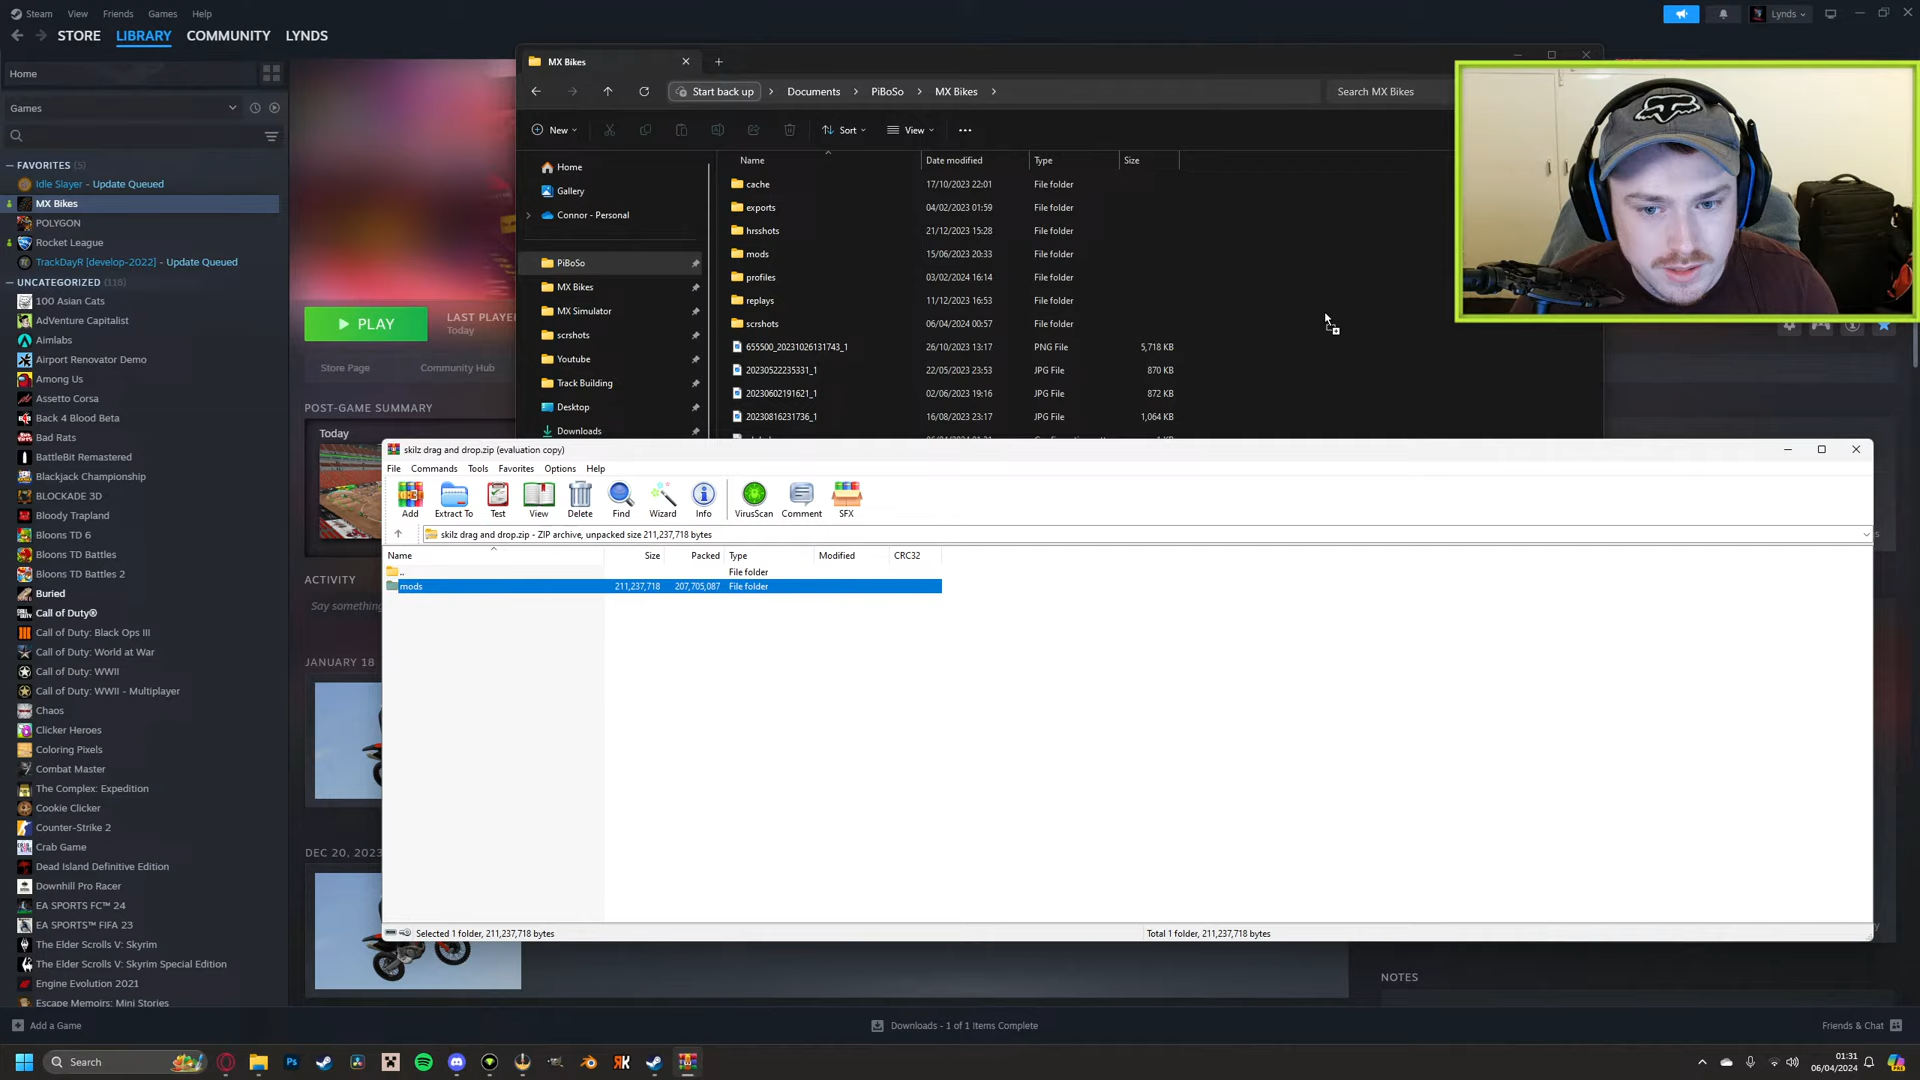 Steam View Friends Games Help
Lynds
STORE LIBRARY COMMUNITY LYNDS
Home
Games
FAVORITES (5)
Idle Slayer - Update Queued
MX Bikes
POLYGON
Rocket League
TrackDayR [develop-2022] - Update Queued
UNCATEGORIZED (118)
100 Asian Cats
AdVenture Capitalist
Aimlabs
Airport Renovator Demo
Among Us
Assetto Corsa
Back 4 Blood Beta
Bad Rats
BattleBit Remastered
Blackjack Championship
BLOCKADE 3D
Bloody Trapland
Bloons TD 6
Bloons TD Battles
Bloons TD Battles 2
Buried
Call of Duty®
Call of Duty: Black Ops III
Call of Duty: World at War
Call of Duty: WWII
Call of Duty: WWII - Multiplayer
Chaos
Clicker Heroes
Coloring Pixels
Combat Master
The Complex: Expedition
Cookie Clicker
Counter-Strike 2
Crab Game
Dead Island Definitive Edition
Downhill Pro Racer
EA SPORTS FC™ 24
EA SPORTS™ FIFA 23
The Elder Scrolls V: Skyrim
The Elder Scrolls V: Skyrim Special Edition
Engine Evolution 2021
Escape Memoirs: Mini Stories
PLAY
LAST PLAYE
Today
Store Page Community Hub
POST-GAME SUMMARY
Today
ACTIVITY
Say something
JANUARY 18
DEC 20, 2023
MX Bikes
Start back up > Documents > PiBoSo > MX Bikes >
Search MX Bikes
New Sort View
Home
Gallery
Connor - Personal
PiBoSo
MX Bikes
MX Simulator
scrshots
Youtube
Track Building
Desktop
Downloads
Name Date modified Type Size
cache 17/10/2023 22:01 File folder
exports 04/02/2023 01:59 File folder
hrsshots 21/12/2023 15:28 File folder
mods 15/06/2023 20:33 File folder
profiles 03/02/2024 16:14 File folder
replays 11/12/2023 16:53 File folder
scrshots 06/04/2024 00:57 File folder
655500_20231026131743_1 26/10/2023 13:17 PNG File 5,718 KB
20230522235331_1 22/05/2023 23:53 JPG File 870 KB
20230602191621_1 02/06/2023 19:16 JPG File 872 KB
20230816231736_1 16/08/2023 23:17 JPG File 1,064 KB
skilz drag and drop.zip (evaluation copy)
File Commands Tools Favorites Options Help
Add Extract To Test View Delete Find Wizard Info VirusScan Comment SFX
skilz drag and drop.zip - ZIP archive, unpacked size 211,237,718 bytes
Name Size Packed Type Modified CRC32
.. File folder
mods 211,237,718 207,705,087 File folder
Selected 1 folder, 211,237,718 bytes
Total 1 folder, 211,237,718 bytes
NOTES
Add a Game
Downloads - 1 of 1 Items Complete
Friends & Chat
Search
01:31
06/04/2024